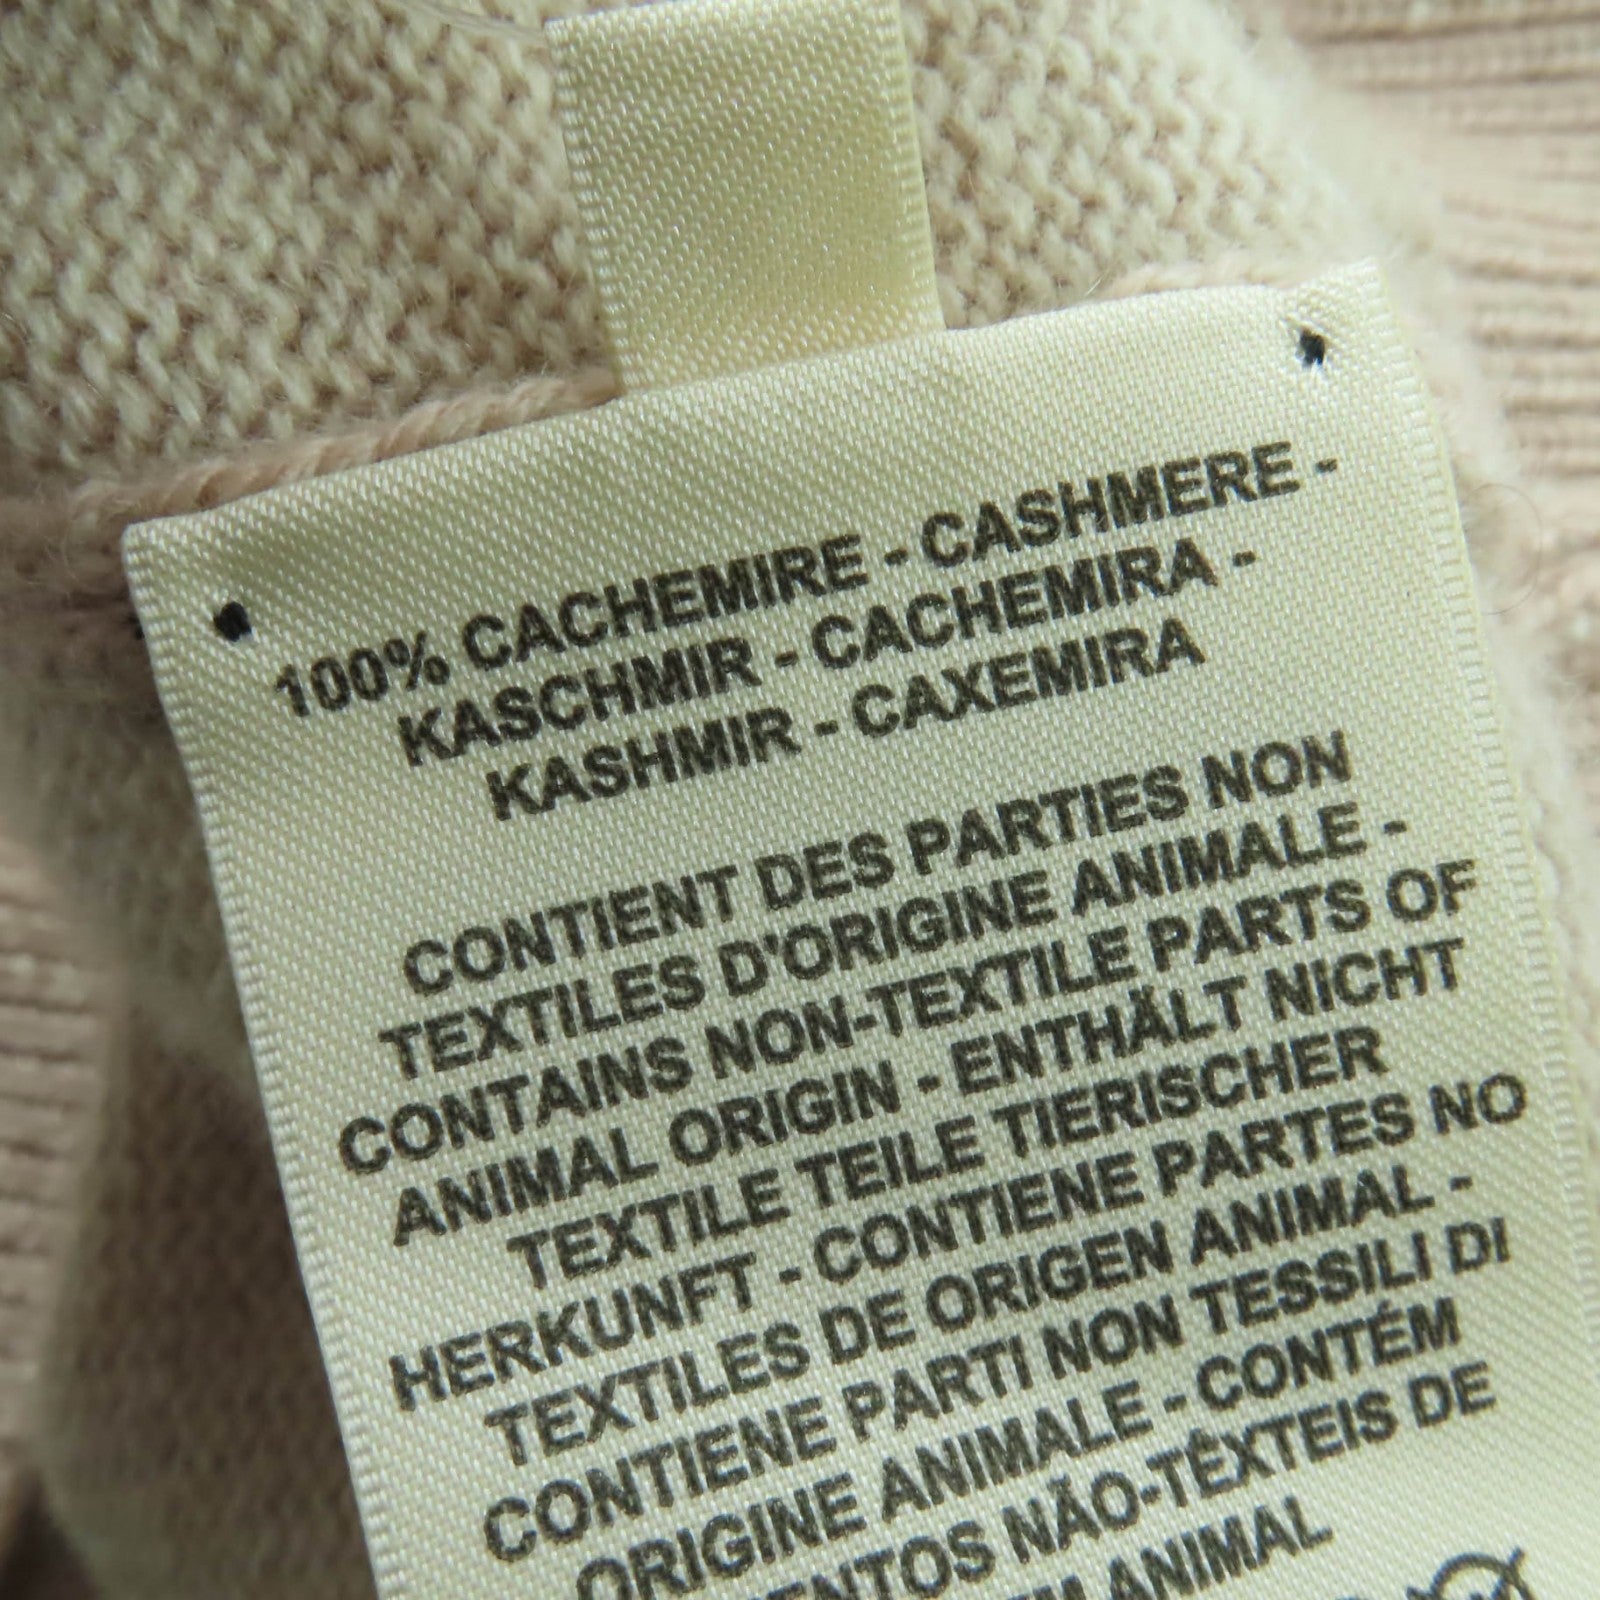 100% CACHEMIRE - CASHMERE -
KASCHMIR - CACHEMIRA -
KASHMIR - CAXEMIRA
CONTIENT DES PARTIES NON
TEXTILES D'ORIGINE ANIMALE -
CONTAINS NON-TEXTILE PARTS OF
ANIMAL ORIGIN - ENTHÄLT NICHT
TEXTILE TEILE TIERISCHER
HERKUNFT - CONTIENE PARTES NO
TEXTILES DE ORIGEN ANIMAL -
CONTIENE PARTI NON TESSILI DI
ORIGINE ANIMALE - CONTÉM
NÃO-TÊXTEIS DE
ANIMAL